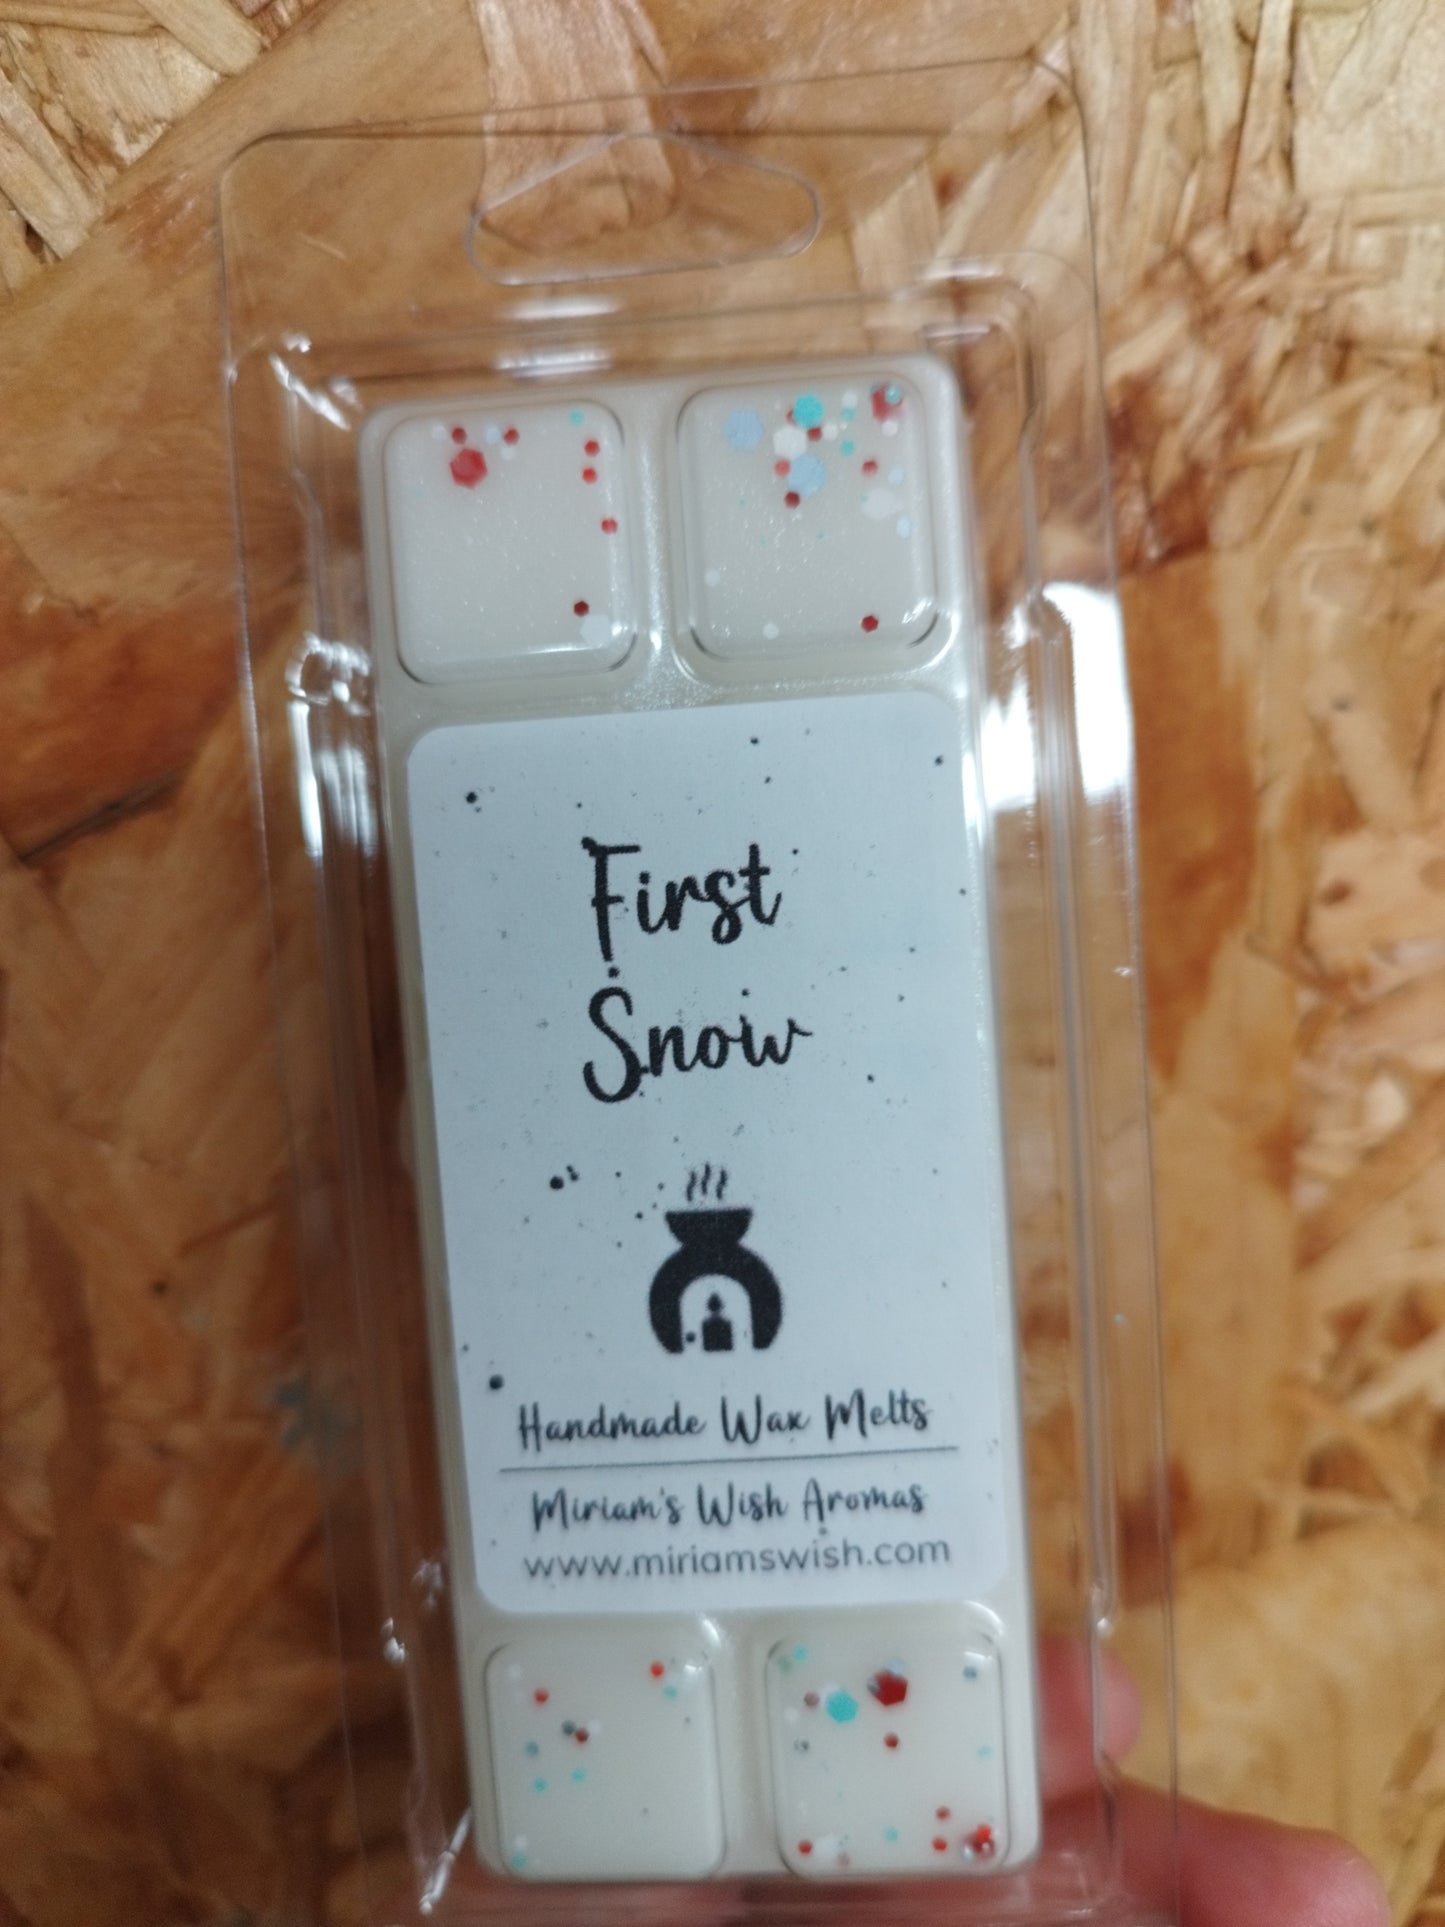 First
Snow
Handmade Wax Melts
Miriam's Wish Aromas
www.miriamswish.com